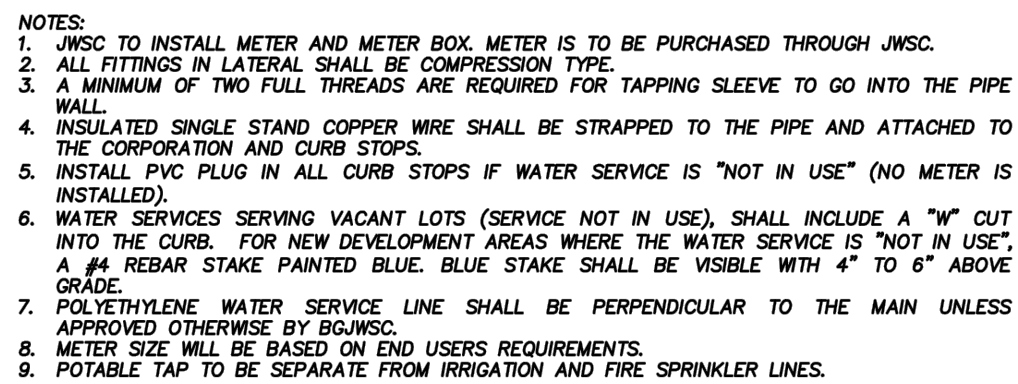 NOTES:
1. JWSC TO INSTALL METER AND METER BOX. METER IS TO BE PURCHASED THROUGH JWSC.
2. ALL FITTINGS IN LATERAL SHALL BE COMPRESSION TYPE.
3. A MINIMUM OF TWO FULL THREADS ARE REQUIRED FOR TAPPING SLEEVE TO GO INTO THE PIPE
WALL.
4. INSULATED SINGLE STAND COPPER WIRE SHALL BE STRAPPED TO THE PIPE AND ATTACHED TO
THE CORPORATION AND CURB STOPS.
5. INSTALL PVC PLUG IN ALL CURB STOPS IF WATER SERVICE IS "NOT IN USE" (NO METER IS
INSTALLED).
6. WATER SERVICES SERVING VACANT LOTS (SERVICE NOT IN USE), SHALL INCLUDE A "W" CUT
INTO THE CURB. FOR NEW DEVELOPMENT AREAS WHERE THE WATER SERVICE IS "NOT IN USE",
A #4 REBAR STAKE PAINTED BLUE. BLUE STAKE SHALL BE VISIBLE WITH 4" TO 6" ABOVE
GRADE.
7. POLYETHYLENE WATER SERVICE LINE SHALL BE PERPENDICULAR TO THE MAIN UNLESS
APPROVED OTHERWISE BY BGJWSC.
8. METER SIZE WILL BE BASED ON END USERS REQUIREMENTS.
9. POTABLE TAP TO BE SEPARATE FROM IRRIGATION AND FIRE SPRINKLER LINES.